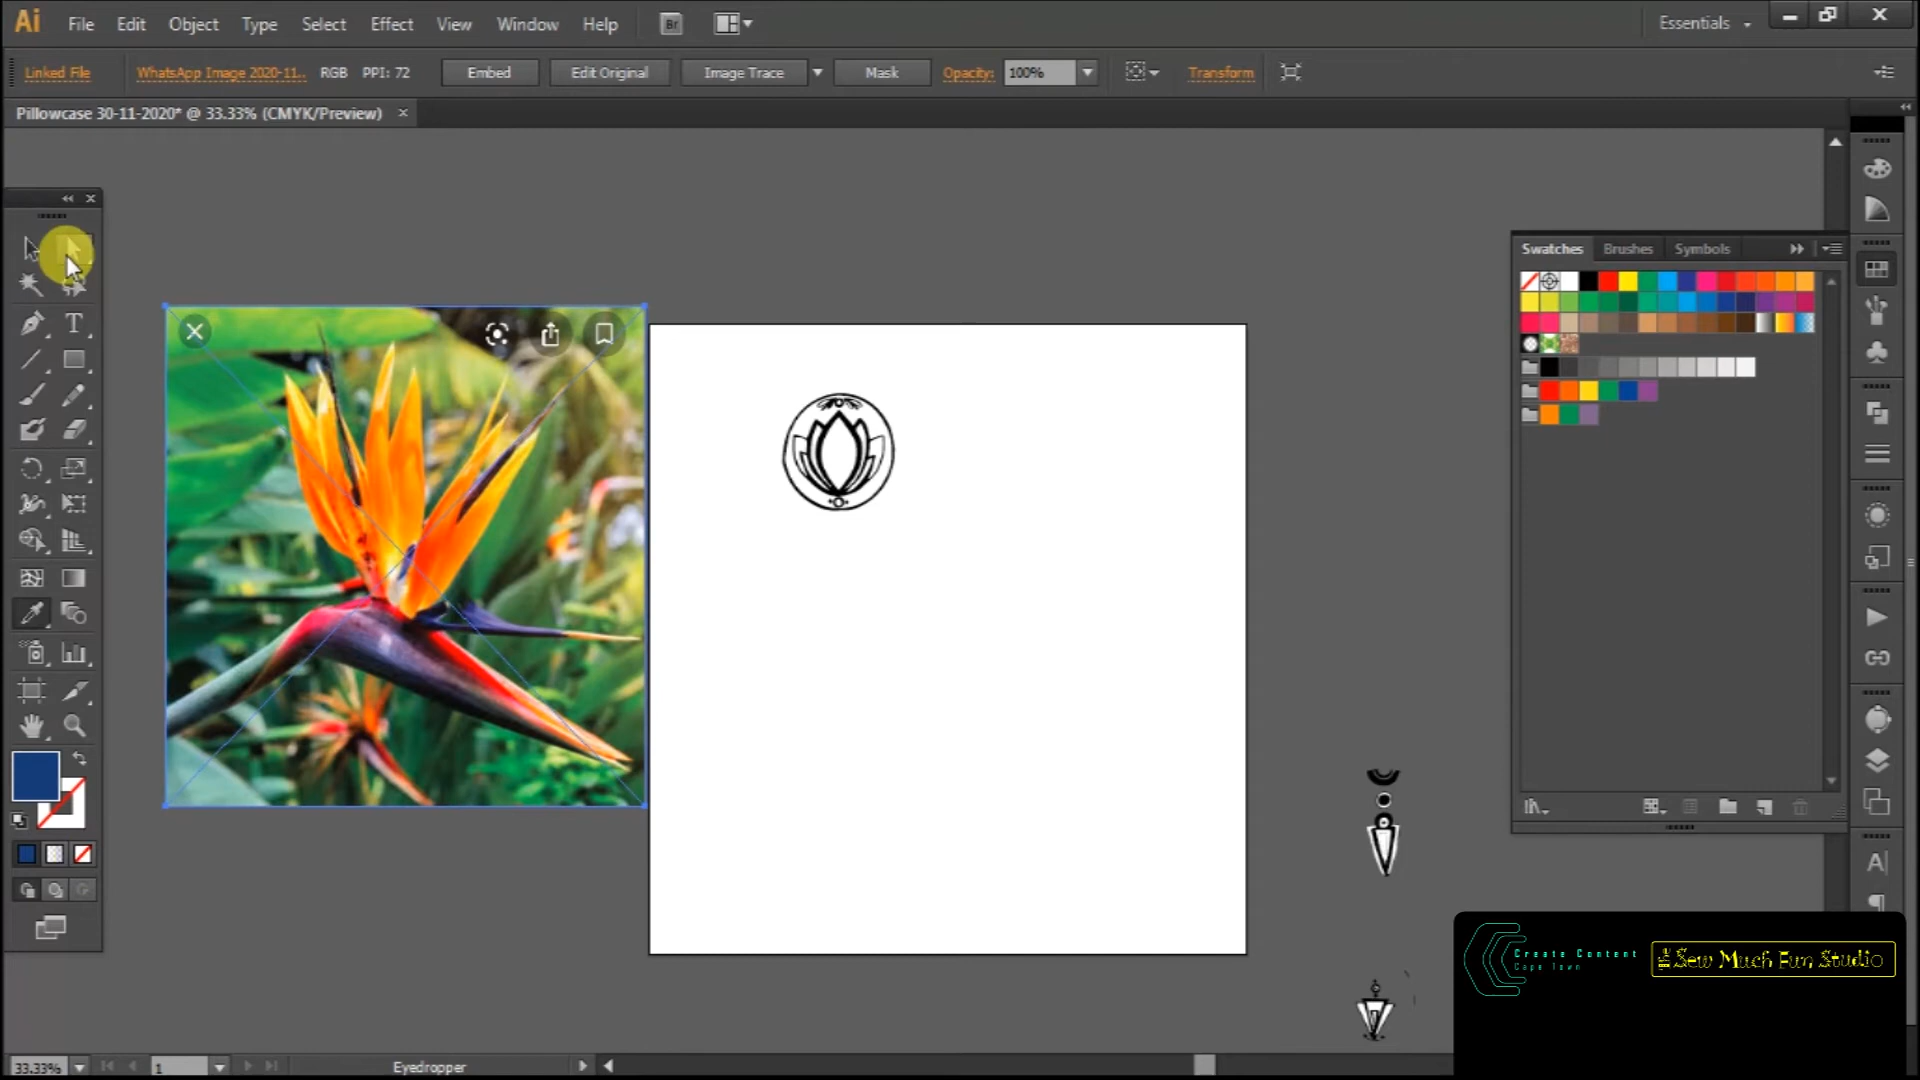 Ai File Edit Object Type Select Effect View Window Help Br Essentials
Linked File WhatsApp Image 2020-11.. RGB PPI: 72 Embed Edit Original Image Trace Mask Opacity: 100% Transform
Pillowcase 30-11-2020* @ 33.33% (CMYK/Preview)
Swatches Brushes Symbols
T
A
Create Content
Cape Town
The Sew Much Fun Studio
33.33% 1 Eyedropper